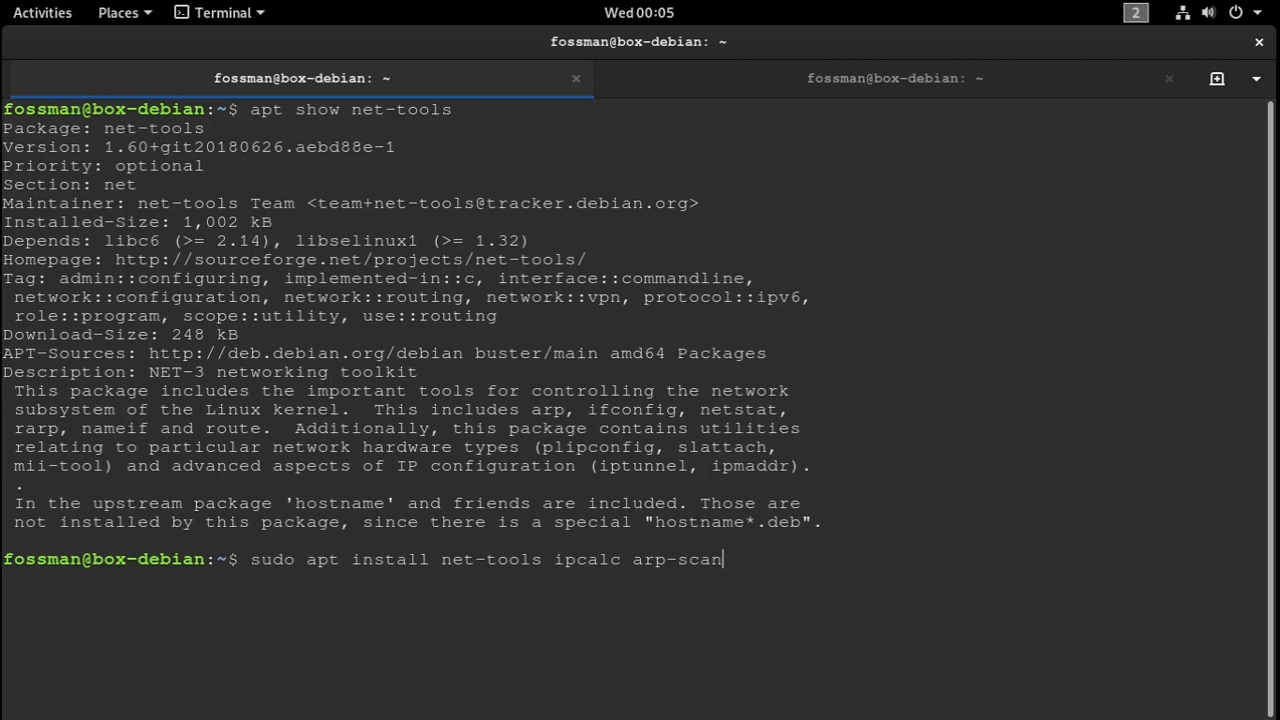 Activities Places Terminal Wed 00:05 2
fossman@box-debian: ~ ×
fossman@box-debian: ~ × fossman@box-debian: ~ ×
fossman@box-debian:~$ apt show net-tools
Package: net-tools
Version: 1.60+git20180626.aebd88e-1
Priority: optional
Section: net
Maintainer: net-tools Team <team+net-tools@tracker.debian.org>
Installed-Size: 1,002 kB
Depends: libc6 (>= 2.14), libselinux1 (>= 1.32)
Homepage: http://sourceforge.net/projects/net-tools/
Tag: admin::configuring, implemented-in::c, interface::commandline,
 network::configuration, network::routing, network::vpn, protocol::ipv6,
 role::program, scope::utility, use::routing
Download-Size: 248 kB
APT-Sources: http://deb.debian.org/debian buster/main amd64 Packages
Description: NET-3 networking toolkit
 This package includes the important tools for controlling the network
 subsystem of the Linux kernel.  This includes arp, ifconfig, netstat,
 rarp, nameif and route.  Additionally, this package contains utilities
 relating to particular network hardware types (plipconfig, slattach,
 mii-tool) and advanced aspects of IP configuration (iptunnel, ipmaddr).
 .
 In the upstream package 'hostname' and friends are included. Those are
 not installed by this package, since there is a special "hostname*.deb".
fossman@box-debian:~$ sudo apt install net-tools ipcalc arp-scan